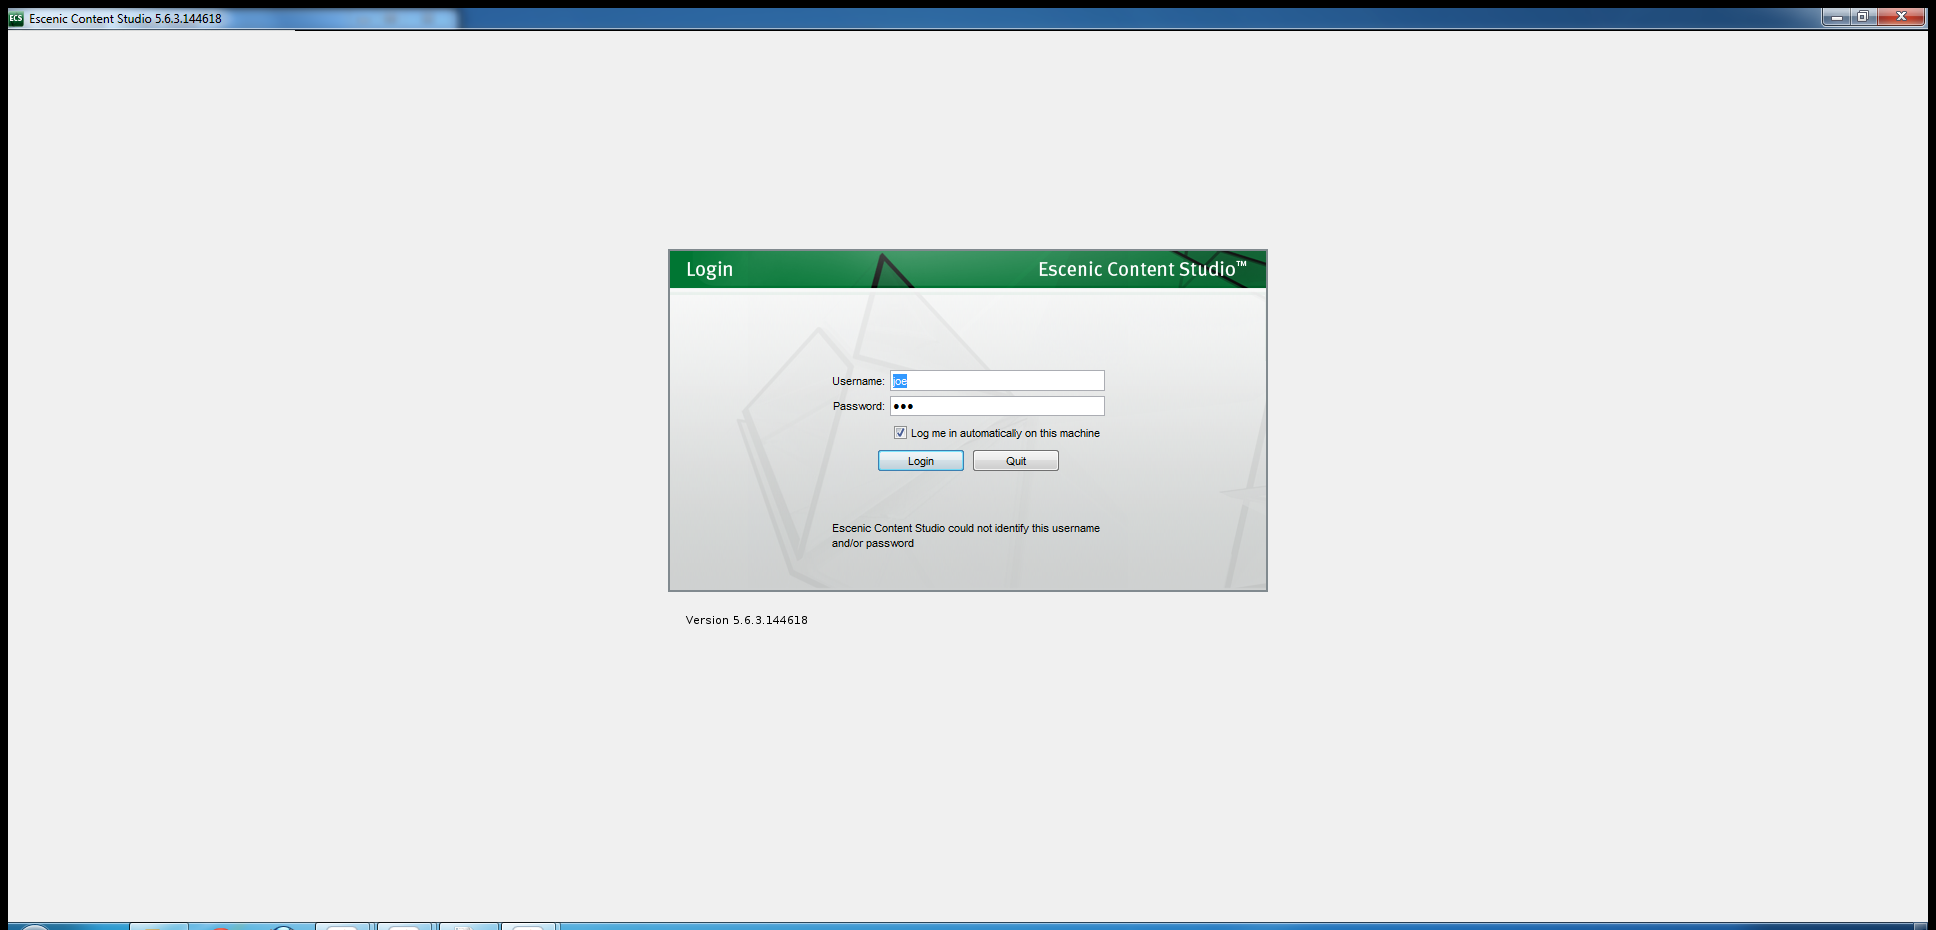 ECS Escenic Content Studio 5.6.3.144618
Login Escenic Content Studio™
Username: joe
Password: •••
Log me in automatically on this machine
Login Quit
Escenic Content Studio could not identify this username
and/or password
Version 5.6.3.144618